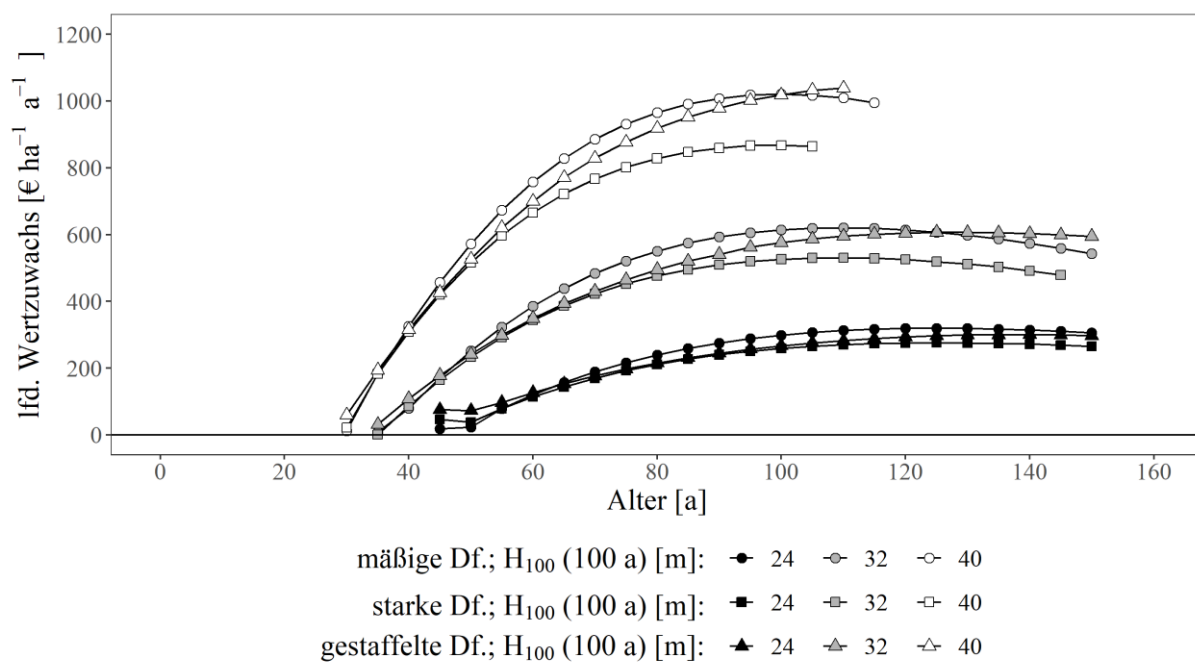 1200
1000
800
600
400
200
0
lfd. Wertzuwachs [€ ha⁻¹ a⁻¹ ]
0 20 40 60 80 100 120 140 160
Alter [a]
mäßige Df.; H₁₀₀ (100 a) [m]: 24 32 40
starke Df.; H₁₀₀ (100 a) [m]: 24 32 40
gestaffelte Df.; H₁₀₀ (100 a) [m]: 24 32 40